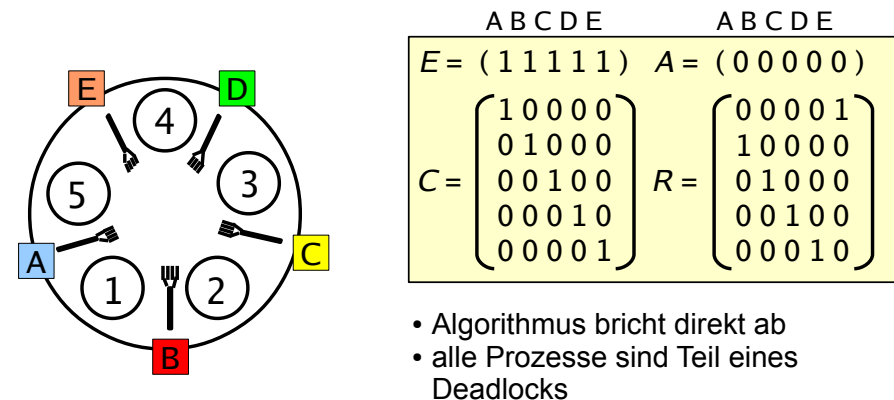 E
D
4
5
3
A
C
1
2
B
A B C D E A B C D E
E = ( 1 1 1 1 1 ) A = ( 0 0 0 0 0 )
1 0 0 0 0 0 0 0 0 1
0 1 0 0 0 1 0 0 0 0
C = 0 0 1 0 0 R = 0 1 0 0 0
0 0 0 1 0 0 0 1 0 0
0 0 0 0 1 0 0 0 1 0
• Algorithmus bricht direkt ab
• alle Prozesse sind Teil eines
Deadlocks